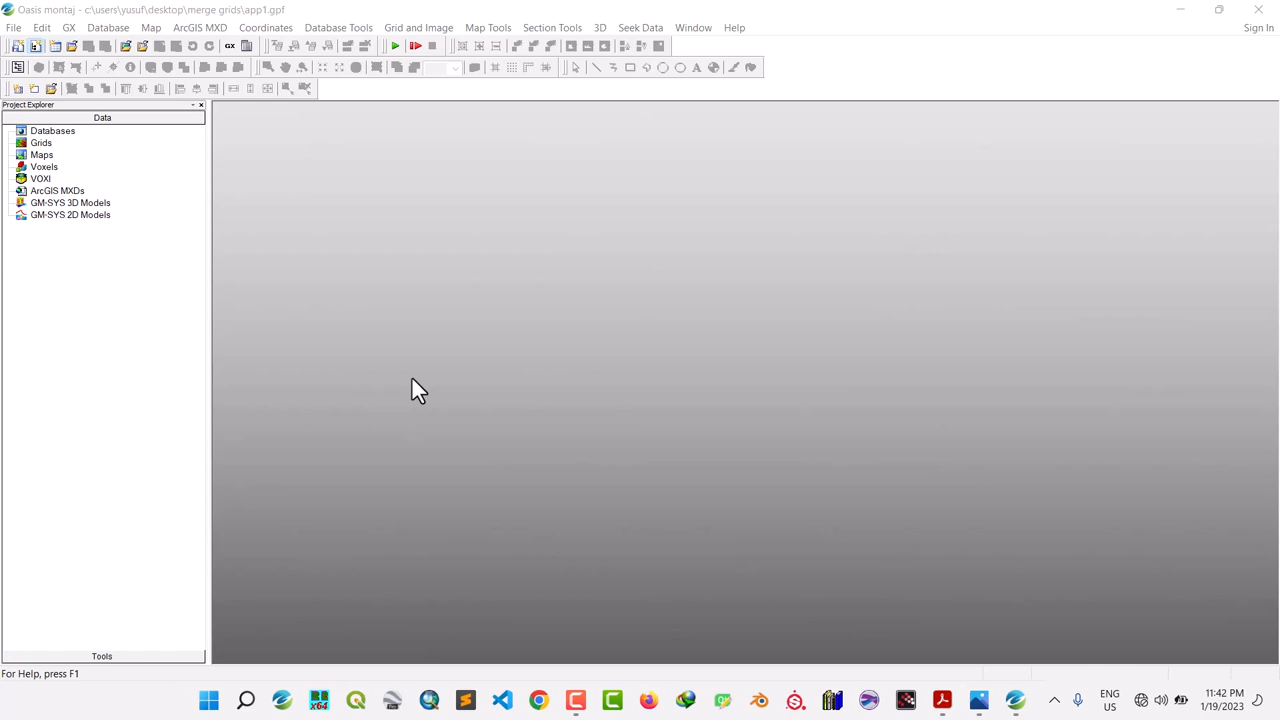 Oasis montaj - c:\users\yusuf\desktop\merge grids\app1.gpf
File Edit GX Database Map ArcGIS MXD Coordinates Database Tools Grid and Image Map Tools Section Tools 3D Seek Data Window Help Sign In
GX
Project Explorer
Data
Databases
Grids
Maps
Voxels
VOXI
ArcGIS MXDs
GM-SYS 3D Models
GM-SYS 2D Models
Tools
For Help, press F1
ENG 11:42 PM
US 1/19/2023